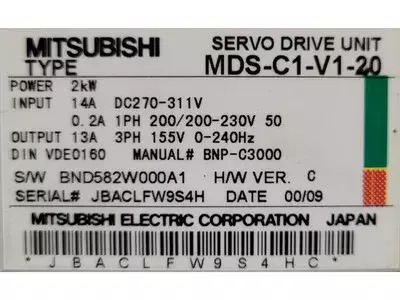 MITSUBISHI SERVO DRIVE UNIT
TYPE MDS-C1-V1-20
POWER 2kW
INPUT 14A DC270-311V
0.2A 1PH 200/200-230V 50
OUTPUT 13A 3PH 155V 0-240Hz
DIN VDE0160 MANUAL# BNP-C3000
S/W BND582W000A1 H/W VER. C
SERIAL# JBACLFW9S4H DATE 00/09
MITSUBISHI ELECTRIC CORPORATION JAPAN
*JBACLFW9S4HC*